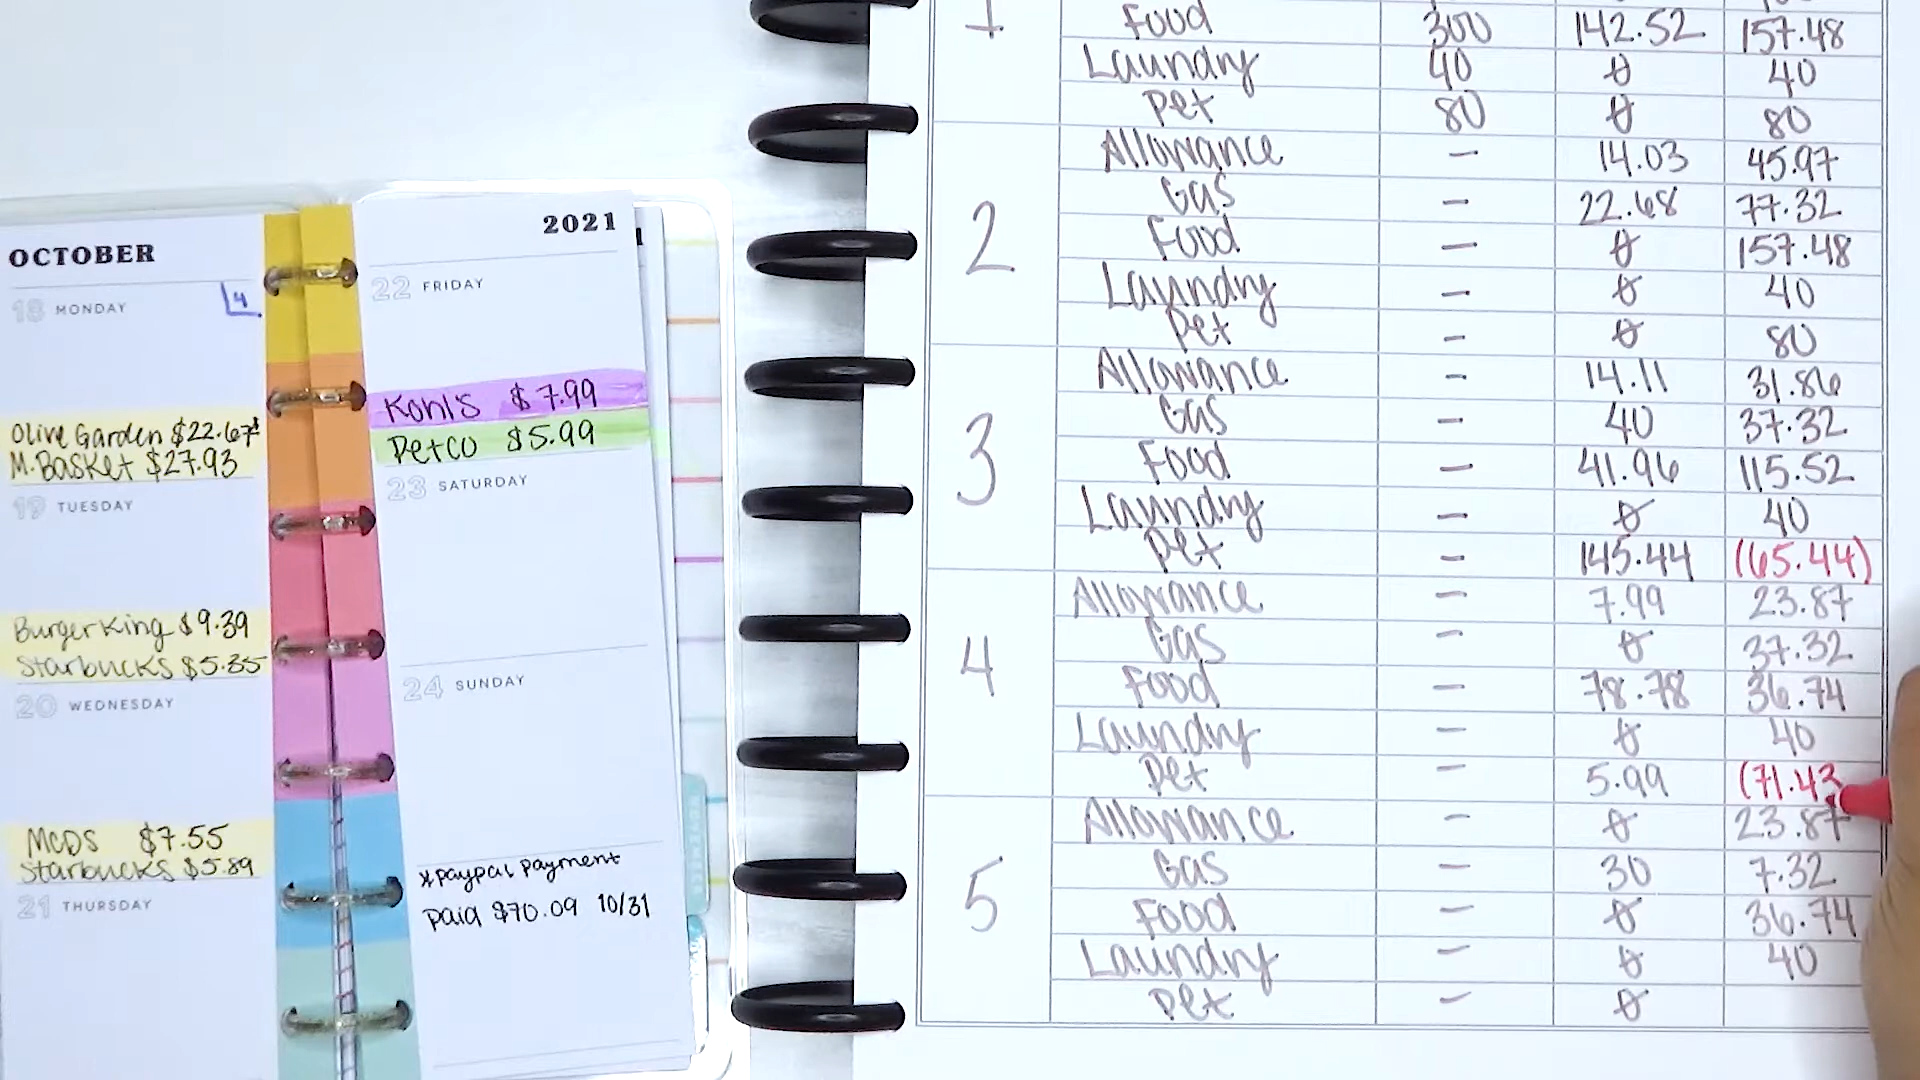 OCTOBER
18 MONDAY
4
Olive Garden $22.67
M.Basket $27.93
19 TUESDAY
BurgerKing $9.39
Starbucks $5.35
20 WEDNESDAY
MCDS $7.55
Starbucks $5.89
21 THURSDAY
2021
22 FRIDAY
Kohls $7.99
Petco $5.99
23 SATURDAY
24 SUNDAY
*paypal payment
paid $70.09 10/31
1
Food 300 142.52 157.48
Laundry 40 0 40
Pet 80 0 80
2
Allowance - 14.03 45.97
Gas - 22.68 77.32
Food - 0 157.48
Laundry - 0 40
Pet - 0 80
3
Allowance - 14.11 31.86
Gas - 40 37.32
Food - 41.96 115.52
Laundry - 0 40
Pet - 145.44 (65.44)
4
Allowance - 7.99 23.87
Gas - 0 37.32
Food - 78.78 36.74
Laundry - 0 40
Pet - 5.99 (71.43
5
Allowance - 0 23.87
Gas - 30 7.32
Food - 0 36.74
Laundry - 0 40
Pet - 0